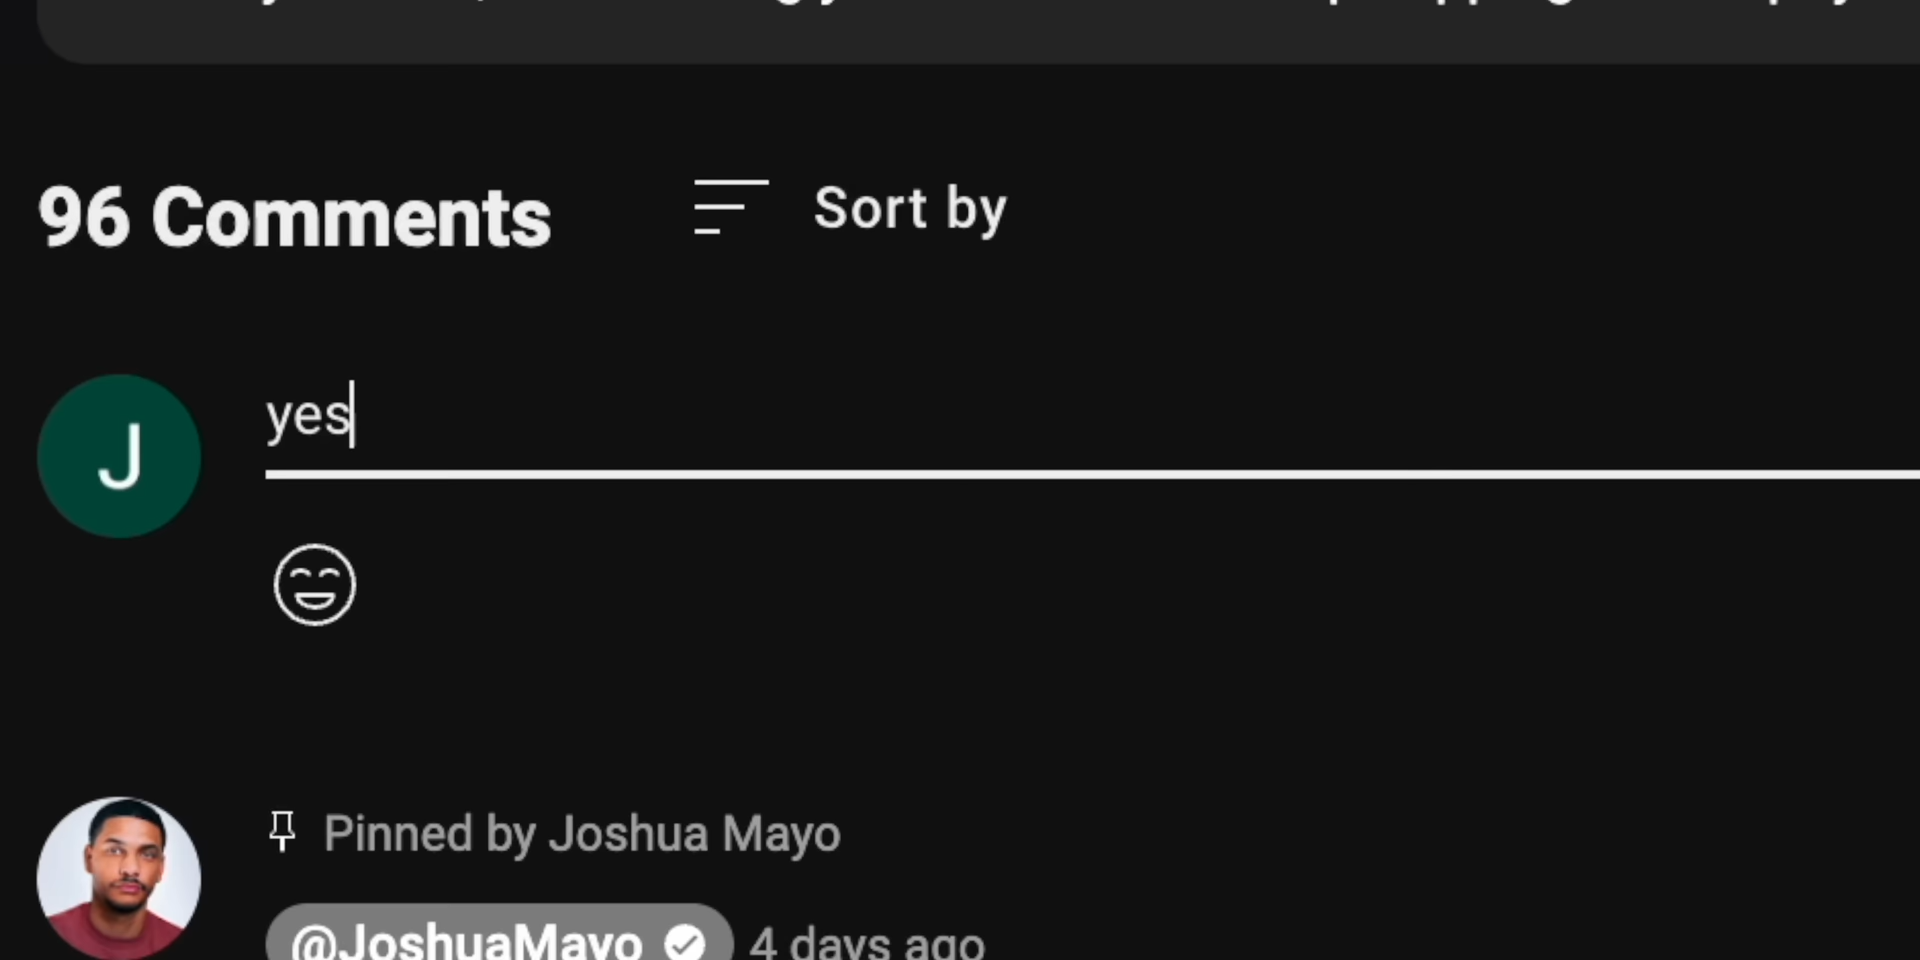 96 Comments
Sort by
J
yes
Pinned by Joshua Mayo
@JoshuaMayo
4 days ago